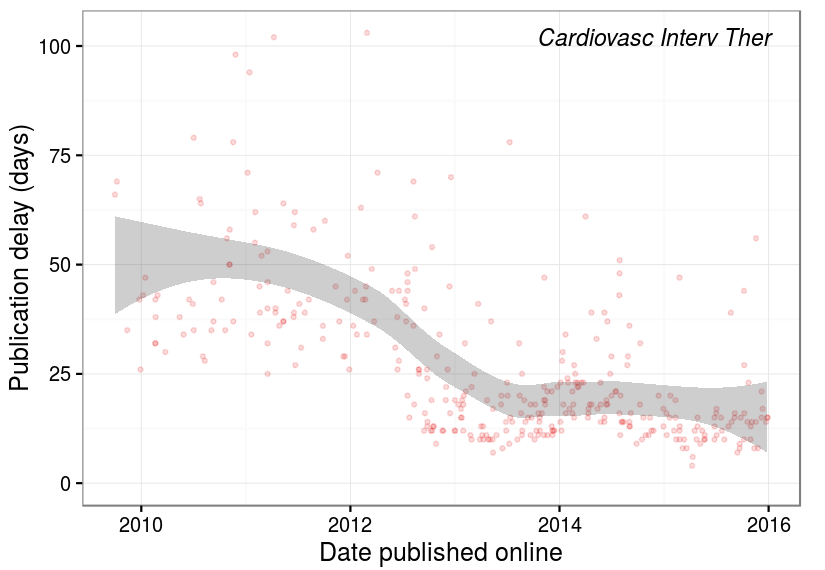 Cardiovasc Interv Ther
Publication delay (days)
100
75
50
25
0
2010 2012 2014 2016
Date published online